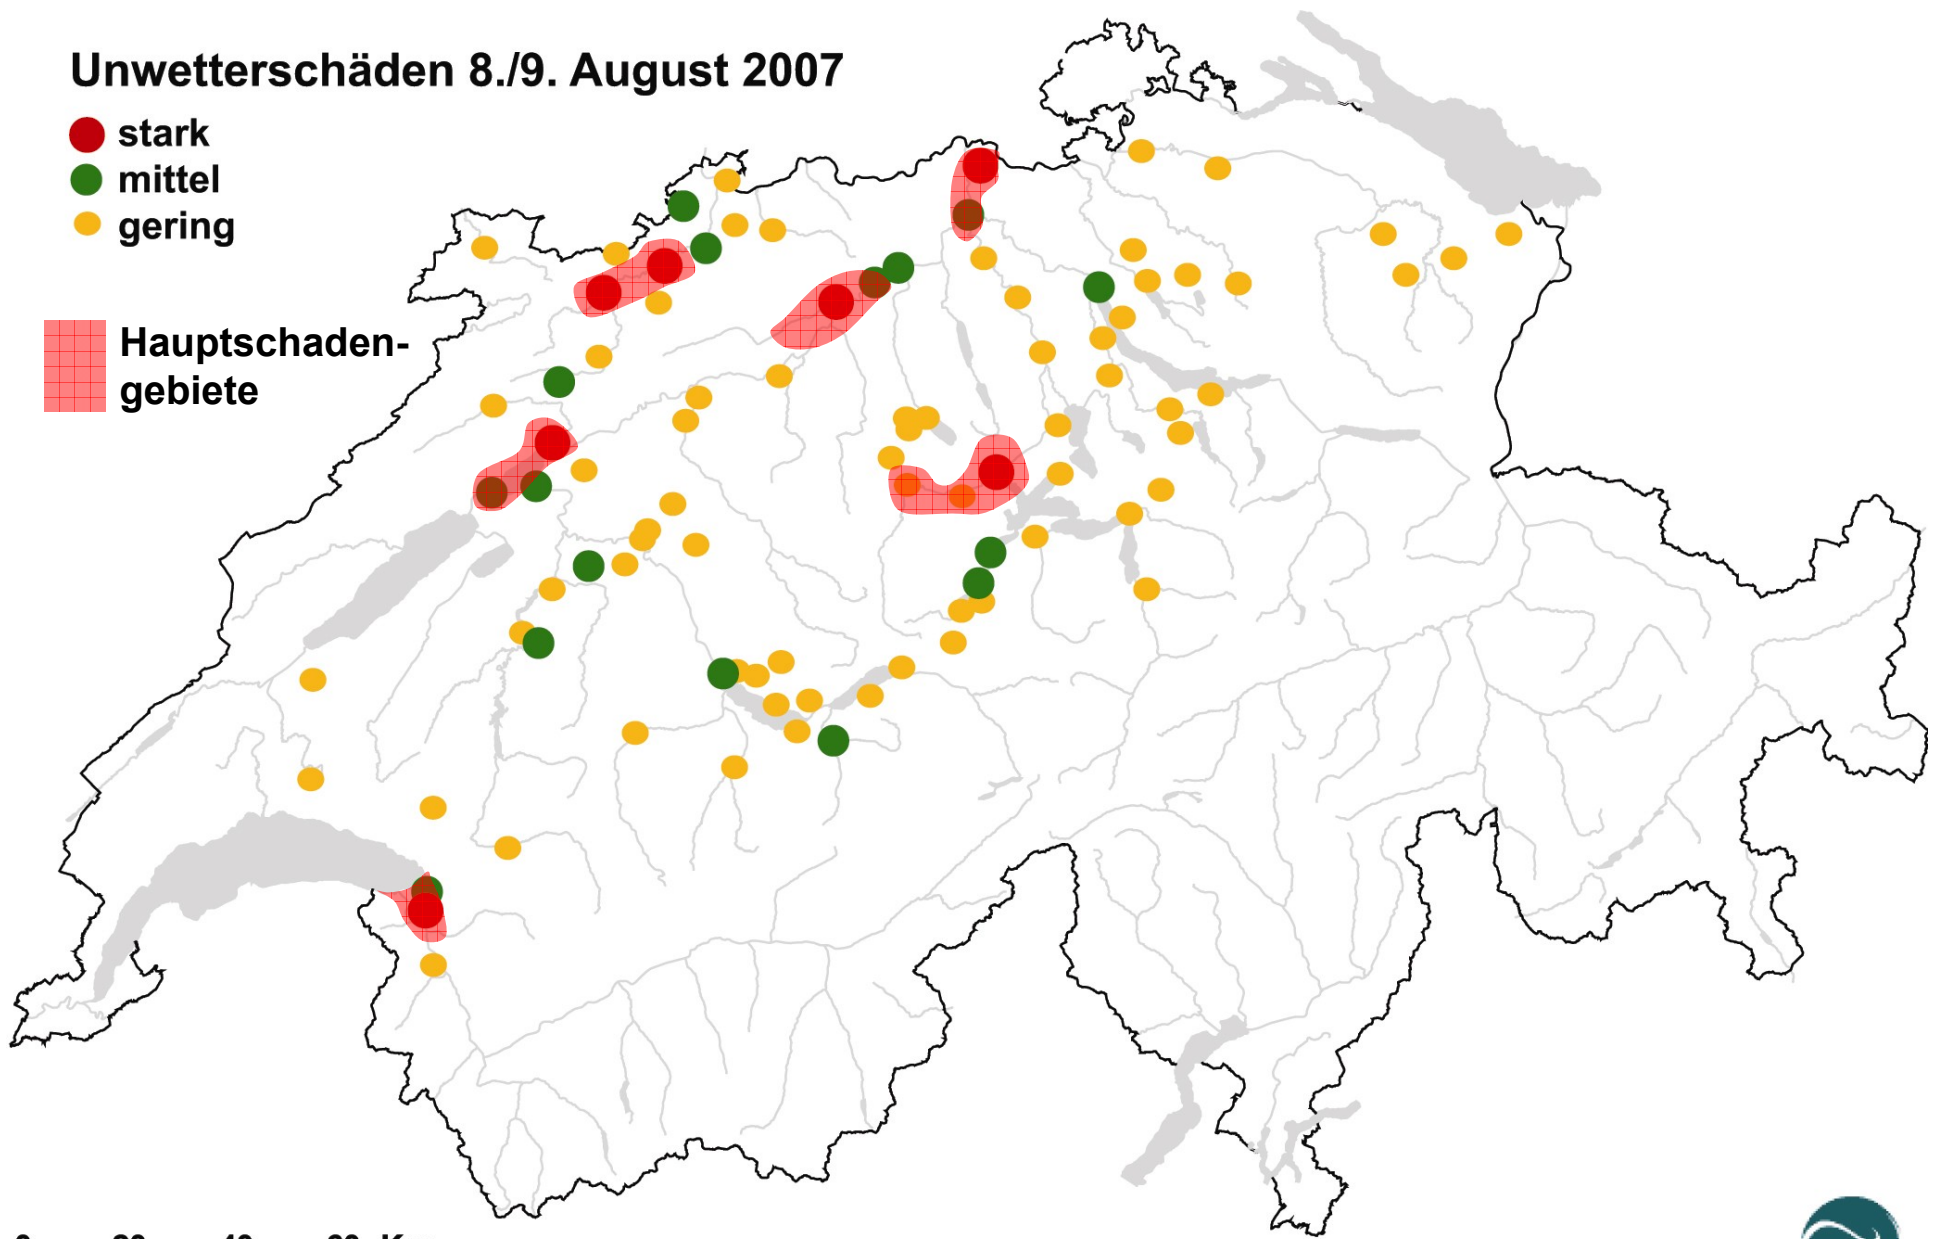 Unwetterschäden 8./9. August 2007
stark
mittel
gering
Hauptschaden-
gebiete